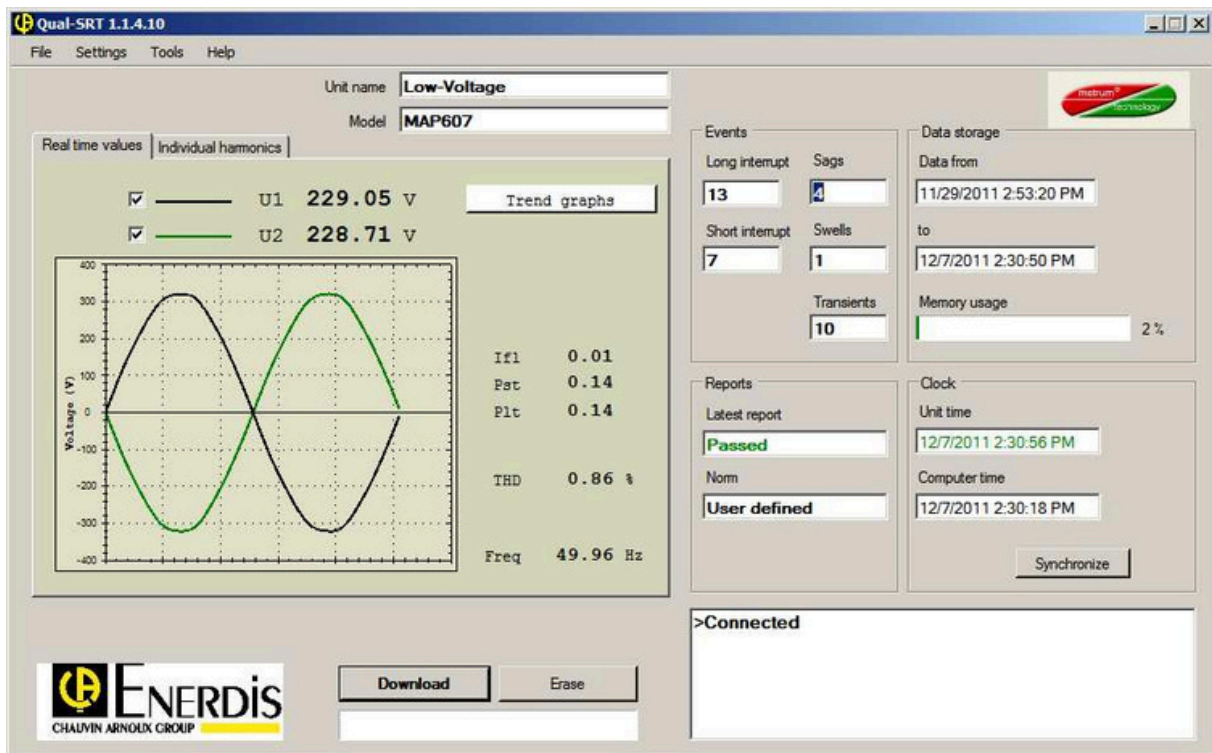 Qual-SRT 1.1.4.10
File Settings Tools Help
Unit name Low-Voltage
Model MAP607
metrum®
technology
Real time values Individual harmonics
U1 229.05 V
U2 228.71 V
Trend graphs
400
300
200
100
0
-100
-200
-300
-400
Voltage (V)
Ifl 0.01
Pst 0.14
Plt 0.14
THD 0.86 %
Freq 49.96 Hz
Events
Long interrupt Sags
13 4
Short interrupt Swells
7 1
Transients
10
Data storage
Data from
11/29/2011 2:53:20 PM
to
12/7/2011 2:30:50 PM
Memory usage
2 %
Reports
Latest report
Passed
Norm
User defined
Clock
Unit time
12/7/2011 2:30:56 PM
Computer time
12/7/2011 2:30:18 PM
Synchronize
>Connected
ENERDIS
CHAUVIN ARNOUX GROUP
Download Erase